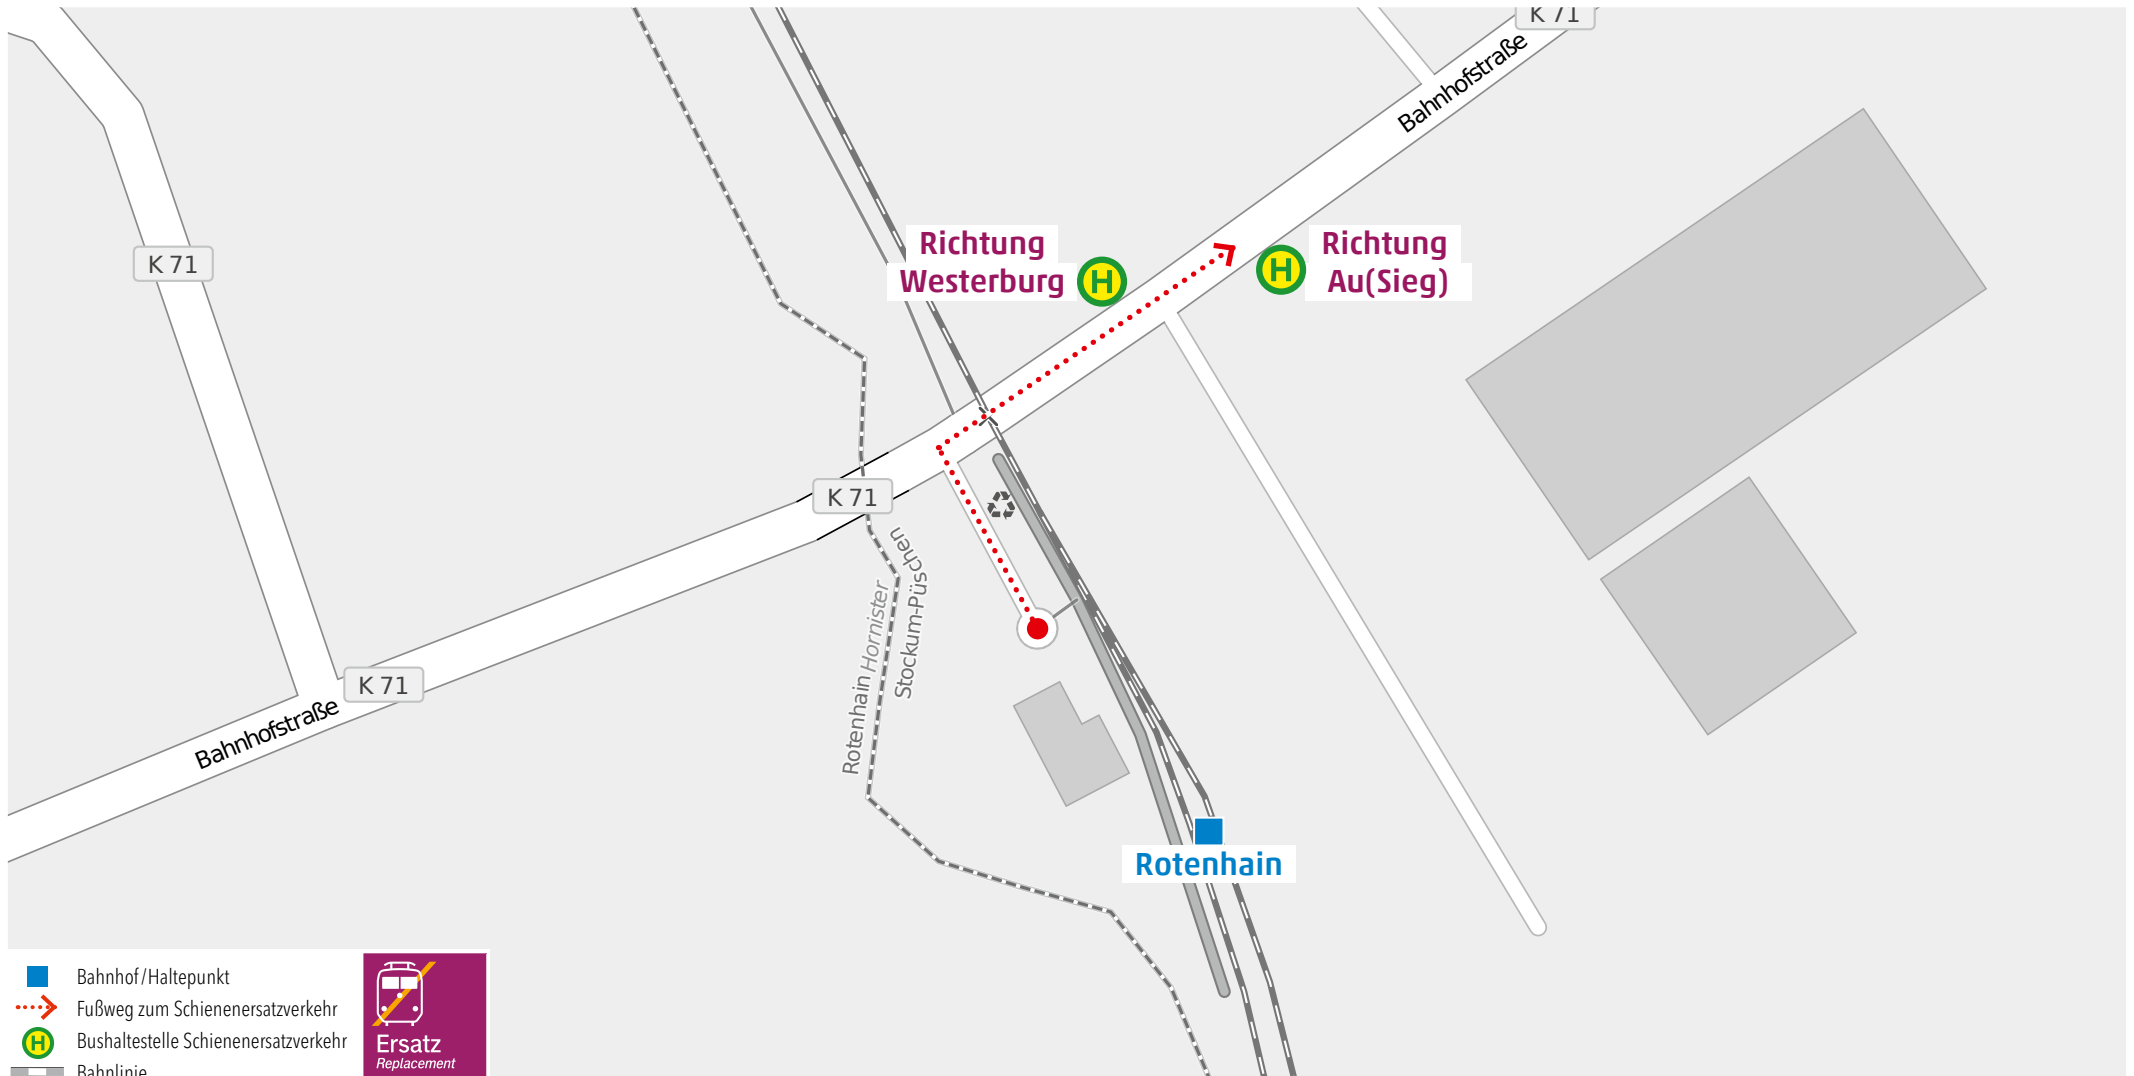 K 71
Bahnhofstraße
Richtung
Westerburg
H
H
Richtung
Au(Sieg)
K 71
K 71
Rotenhain Hornister
Stockum-Püschen
K 71
Bahnhofstraße
Rotenhain
Bahnhof/Haltepunkt
Fußweg zum Schienenersatzverkehr
H
Bushaltestelle Schienenersatzverkehr
Bahnlinie
Ersatz
Replacement